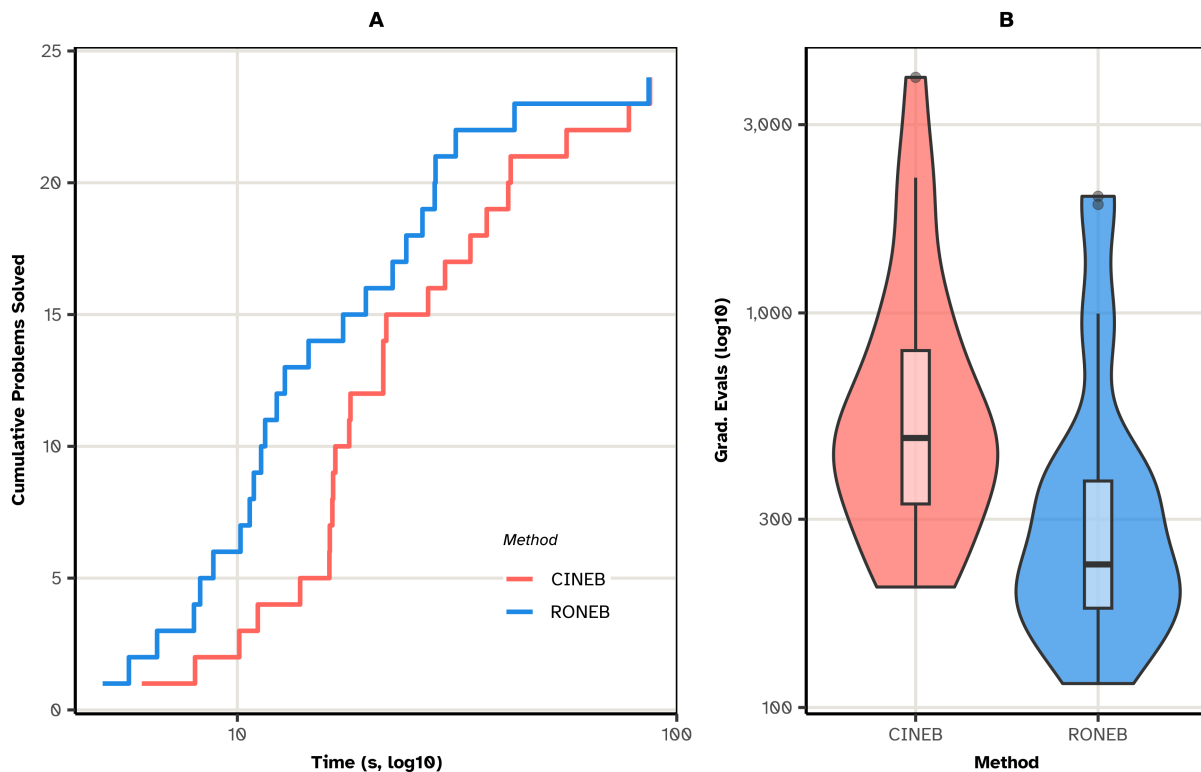 A
Cumulative Problems Solved
25
20
15
10
5
0
10
100
Time (s, log10)
Method
CINEB
RONEB
B
Grad. Evals (log10)
3,000
1,000
300
100
CINEB
RONEB
Method